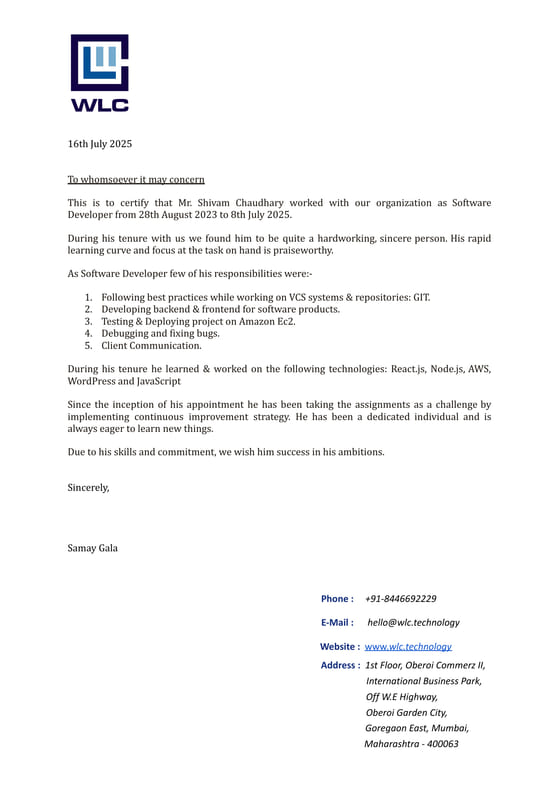 WLC
16th July 2025
To whomsoever it may concern
This is to certify that Mr. Shivam Chaudhary worked with our organization as Software
Developer from 28th August 2023 to 8th July 2025.
During his tenure with us we found him to be quite a hardworking, sincere person. His rapid
learning curve and focus at the task on hand is praiseworthy.
As Software Developer few of his responsibilities were:-
1. Following best practices while working on VCS systems & repositories: GIT.
2. Developing backend & frontend for software products.
3. Testing & Deploying project on Amazon Ec2.
4. Debugging and fixing bugs.
5. Client Communication.
During his tenure he learned & worked on the following technologies: React.js, Node.js, AWS,
WordPress and JavaScript
Since the inception of his appointment he has been taking the assignments as a challenge by
implementing continuous improvement strategy. He has been a dedicated individual and is
always eager to learn new things.
Due to his skills and commitment, we wish him success in his ambitions.
Sincerely,
Samay Gala
Phone : +91-8446692229
E-Mail : hello@wlc.technology
Website : www.wlc.technology
Address : 1st Floor, Oberoi Commerz II,
International Business Park,
Off W.E Highway,
Oberoi Garden City,
Goregaon East, Mumbai,
Maharashtra - 400063